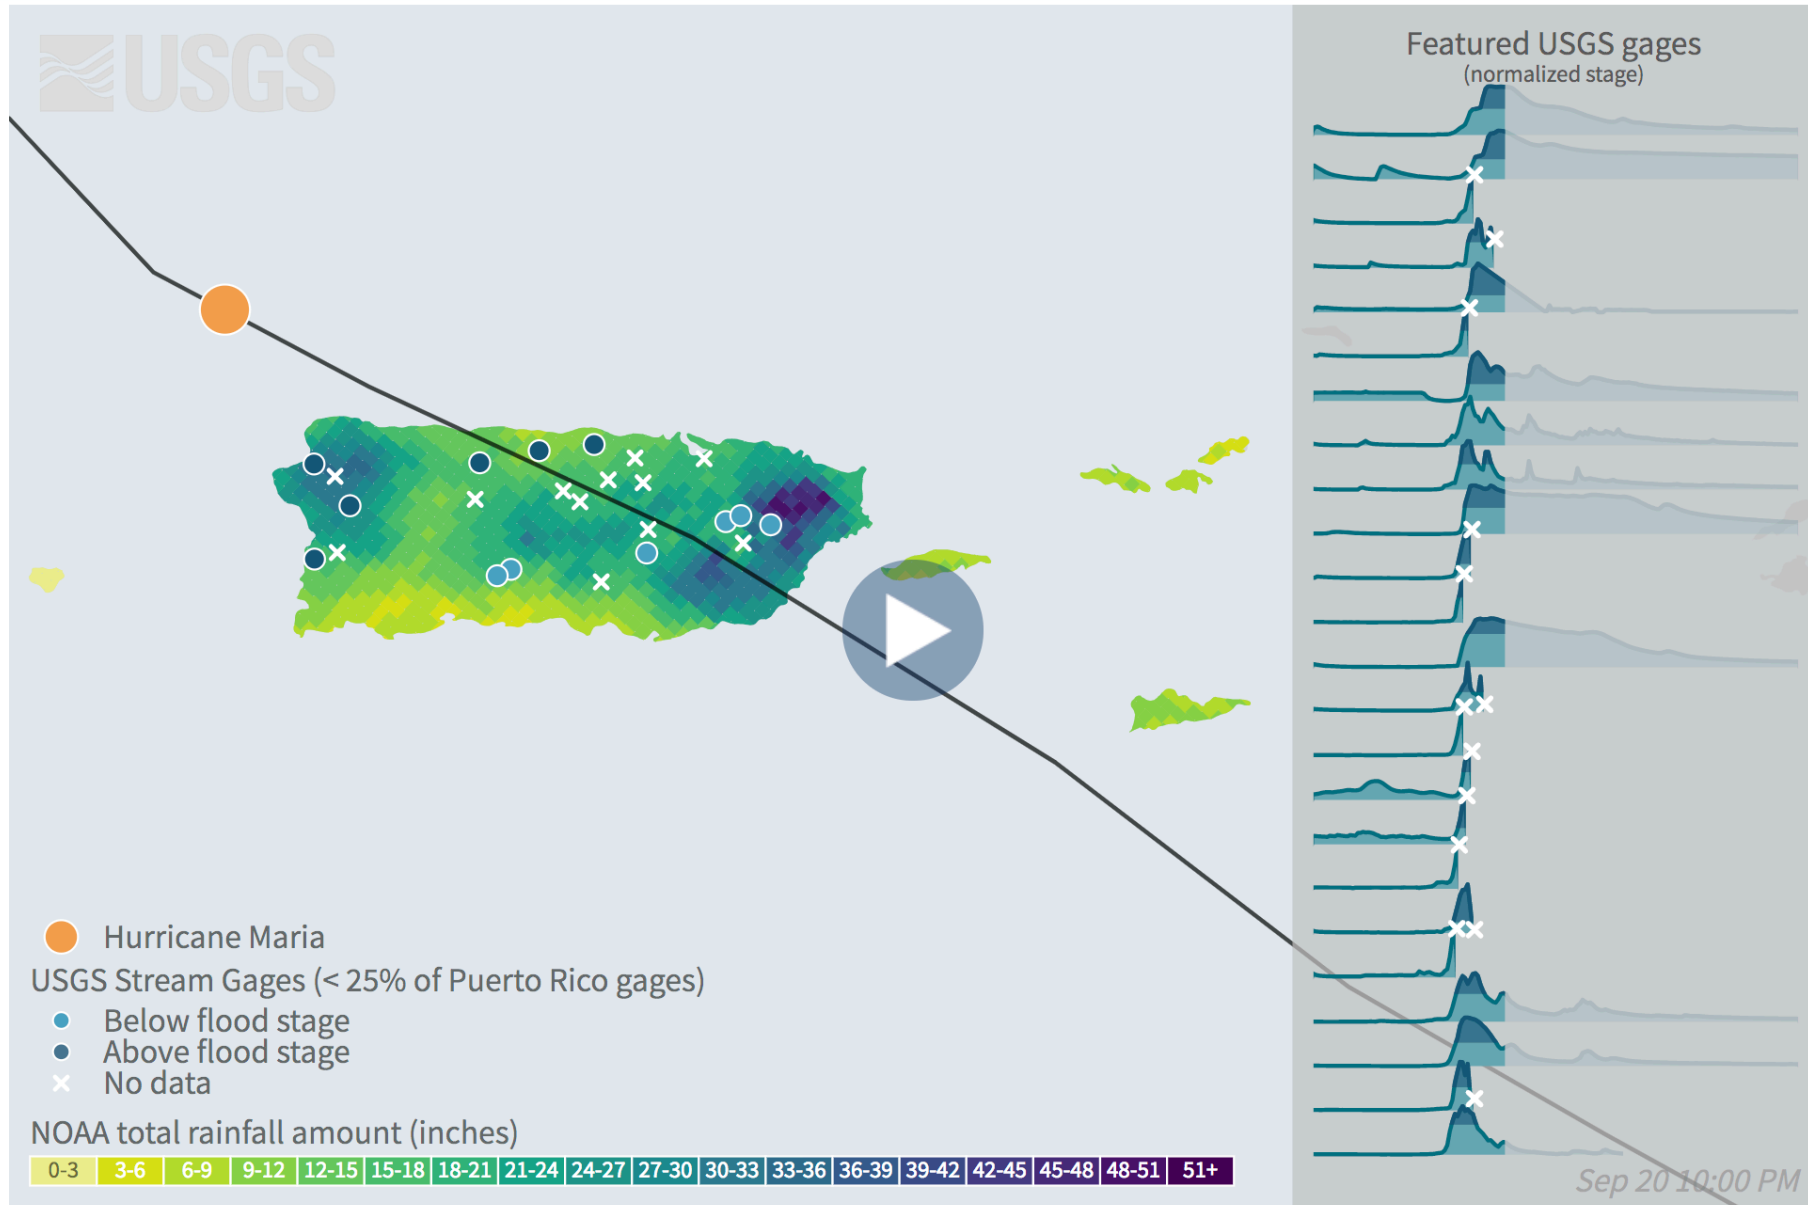 USGS
Featured USGS gages
(normalized stage)
Hurricane Maria
USGS Stream Gages (< 25% of Puerto Rico gages)
Below flood stage
Above flood stage
No data
NOAA total rainfall amount (inches)
0-3 3-6 6-9 9-12 12-15 15-18 18-21 21-24 24-27 27-30 30-33 33-36 36-39 39-42 42-45 45-48 48-51 51+
Sep 20 10:00 PM